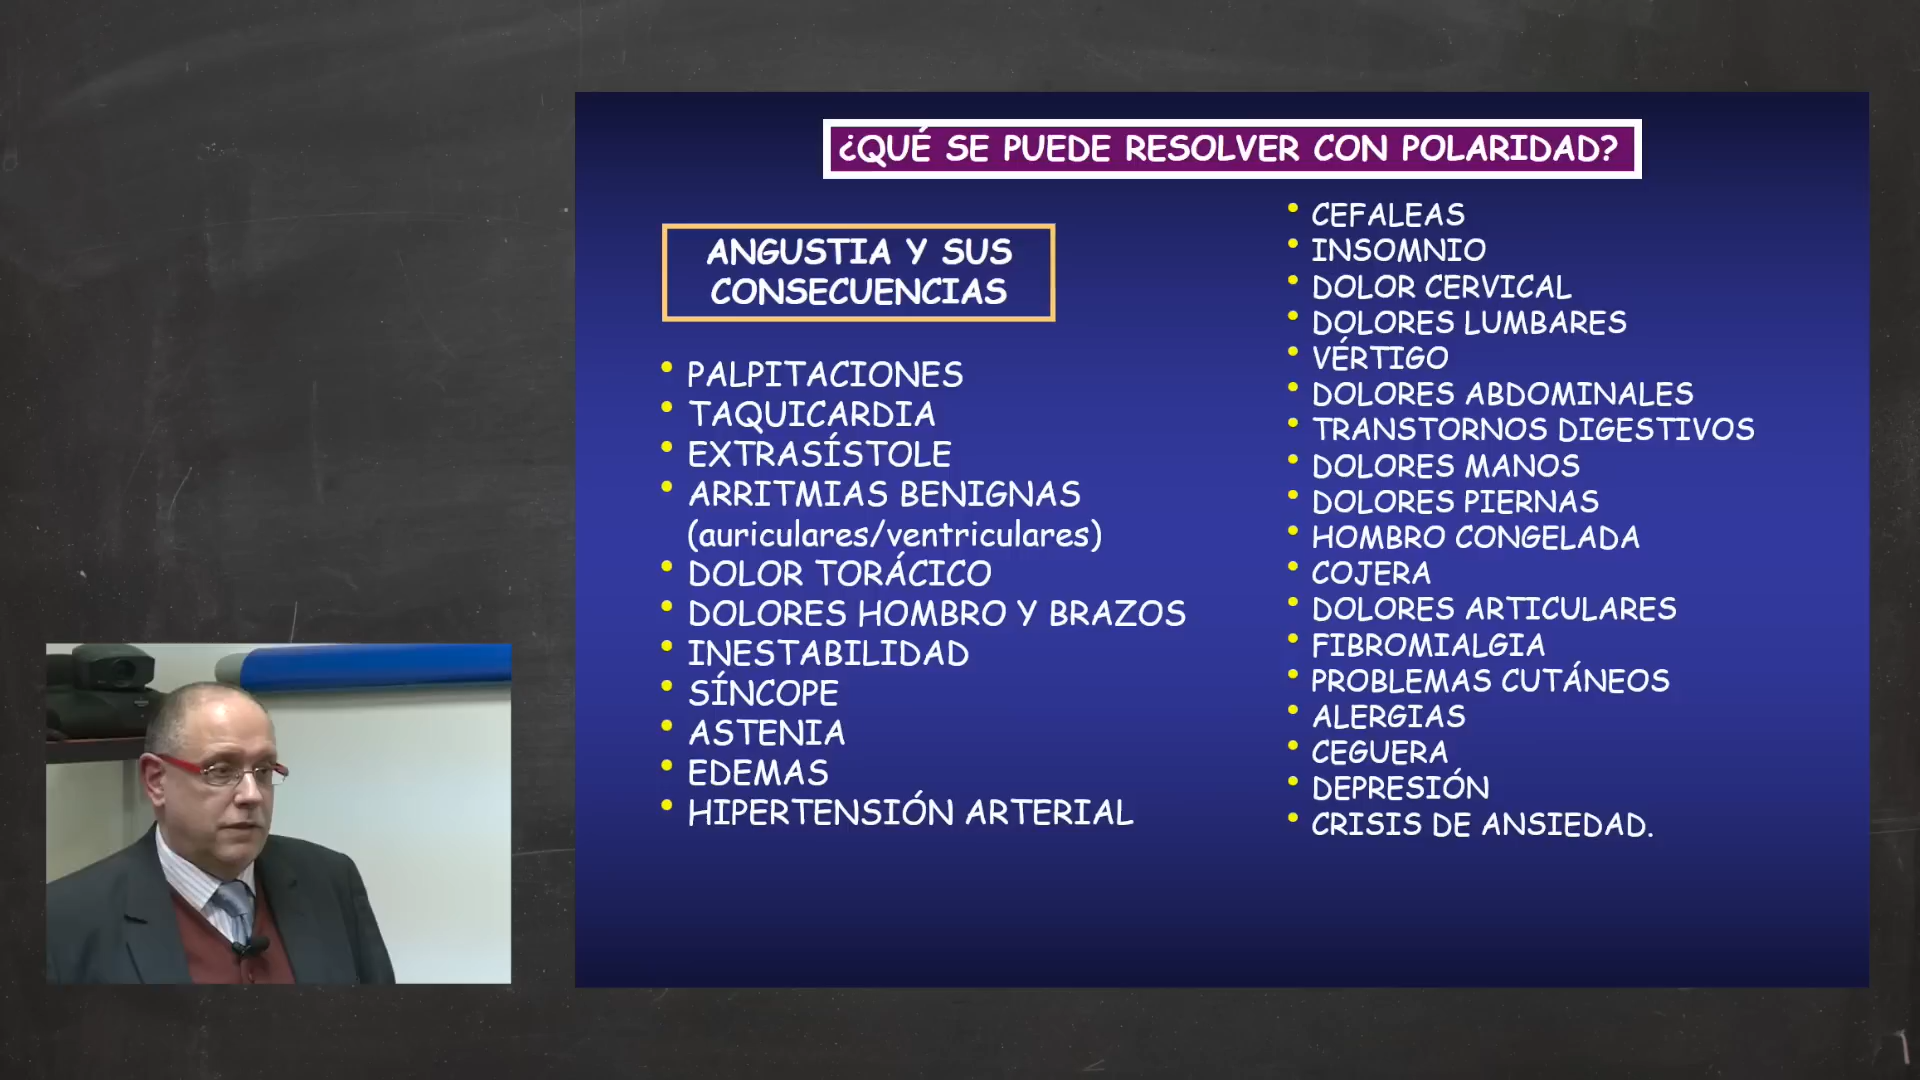 ¿QUÉ SE PUEDE RESOLVER CON POLARIDAD?
ANGUSTIA Y SUS
CONSECUENCIAS
• PALPITACIONES
• TAQUICARDIA
• EXTRASÍSTOLE
• ARRITMIAS BENIGNAS
(auriculares/ventriculares)
• DOLOR TORÁCICO
• DOLORES HOMBRO Y BRAZOS
• INESTABILIDAD
• SÍNCOPE
• ASTENIA
• EDEMAS
• HIPERTENSIÓN ARTERIAL
• CEFALEAS
• INSOMNIO
• DOLOR CERVICAL
• DOLORES LUMBARES
• VÉRTIGO
• DOLORES ABDOMINALES
• TRANSTORNOS DIGESTIVOS
• DOLORES MANOS
• DOLORES PIERNAS
• HOMBRO CONGELADA
• COJERA
• DOLORES ARTICULARES
• FIBROMIALGIA
• PROBLEMAS CUTÁNEOS
• ALERGIAS
• CEGUERA
• DEPRESIÓN
• CRISIS DE ANSIEDAD.